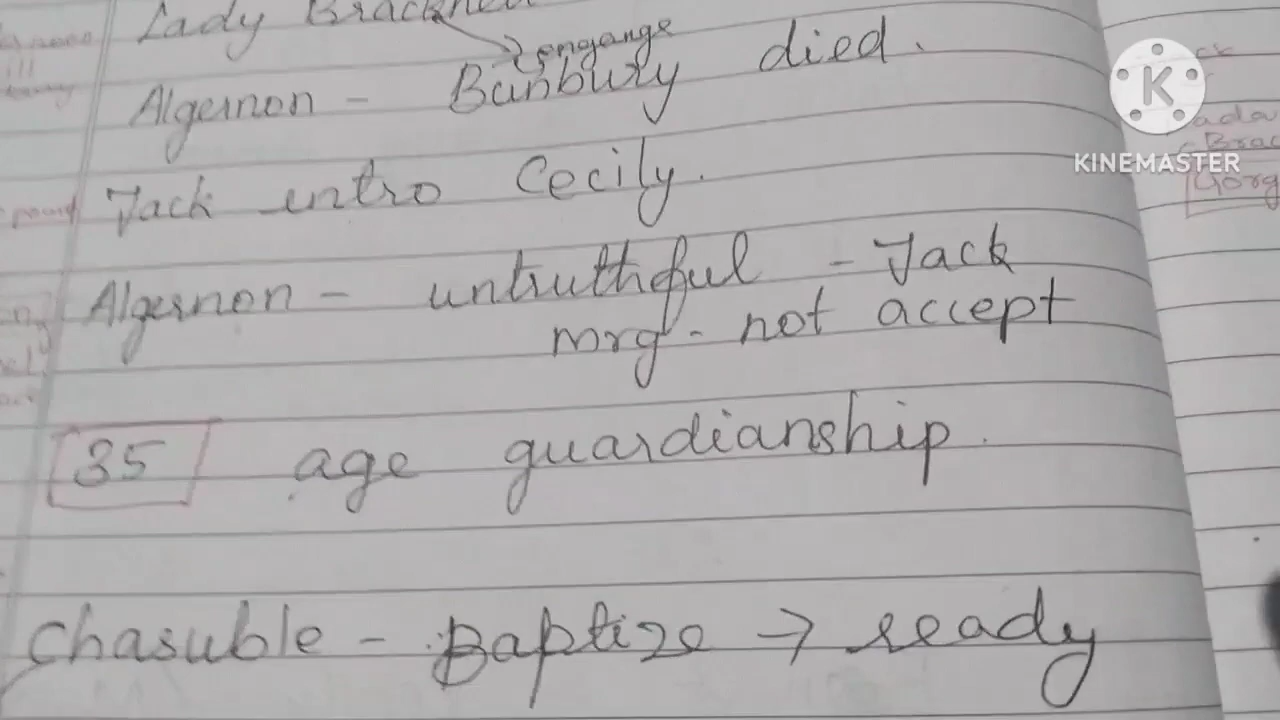 Lady Bracknell
engange
Algernon - Bunbury died.
Jack intro Cecily.
Algernon - untruthful - Jack
mrg - not accept
35 age guardianship.
Chasuble - Baptize → ready
KINEMASTER